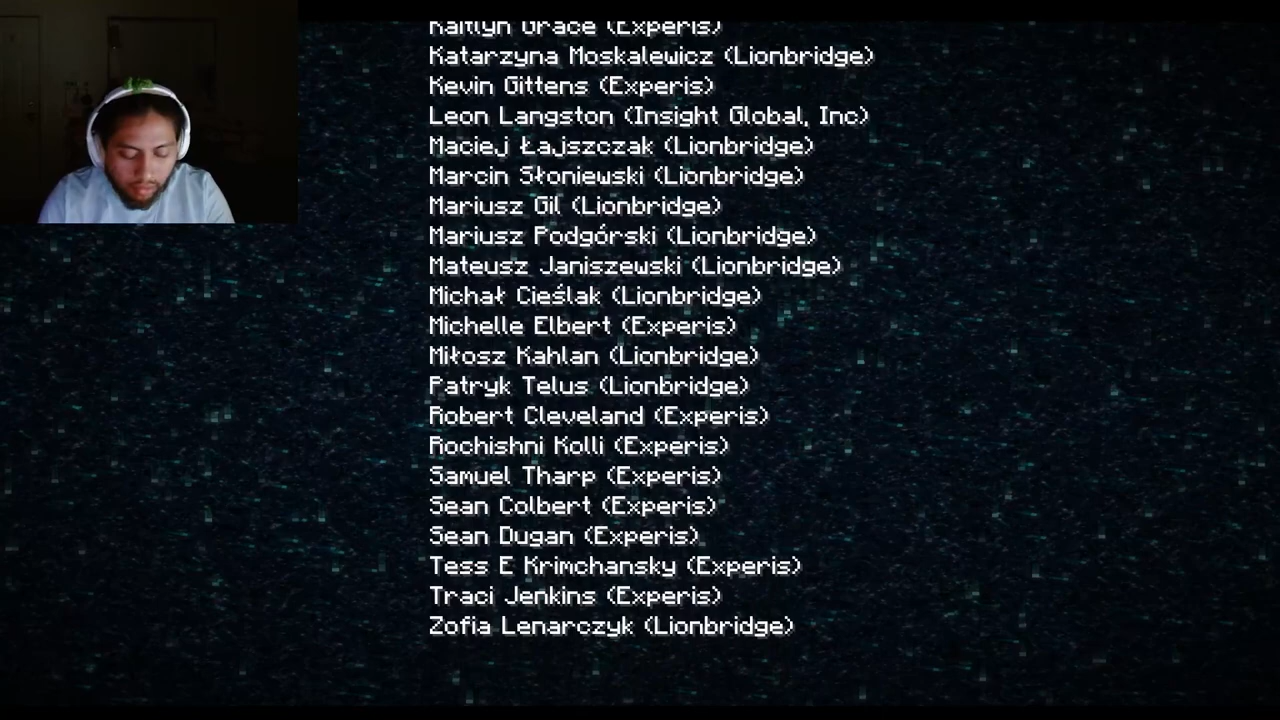 Kaitlyn Grace (Experis)
Katarzyna Moskalewicz (Lionbridge)
Kevin Gittens (Experis)
Leon Langston (Insight Global, Inc)
Maciej Łajszczak (Lionbridge)
Marcin Słoniewski (Lionbridge)
Mariusz Gil (Lionbridge)
Mariusz Podgórski (Lionbridge)
Mateusz Janiszewski (Lionbridge)
Michał Cieślak (Lionbridge)
Michelle Elbert (Experis)
Miłosz Kahlan (Lionbridge)
Patryk Telus (Lionbridge)
Robert Cleveland (Experis)
Rochishni Kolli (Experis)
Samuel Tharp (Experis)
Sean Colbert (Experis)
Sean Dugan (Experis)
Tess E Krimchansky (Experis)
Traci Jenkins (Experis)
Zofia Lenarczyk (Lionbridge)